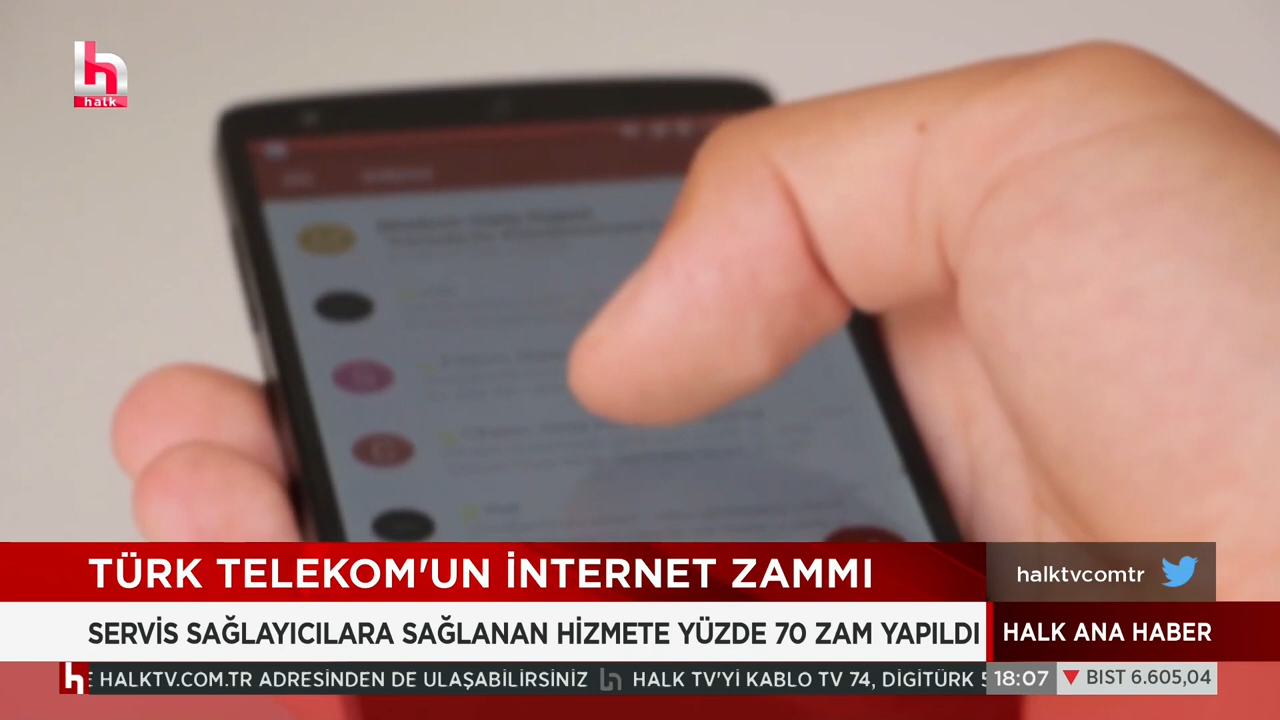 halk
TÜRK TELEKOM'UN İNTERNET ZAMMI
halktvcomtr
SERVİS SAĞLAYICILARA SAĞLANAN HİZMETE YÜZDE 70 ZAM YAPILDI
HALK ANA HABER
HALKTV.COM.TR ADRESİNDEN DE ULAŞABİLİRSİNİZ HALK TV'Yİ KABLO TV 74, DİGİTÜRK
18:07
BIST 6.605,04